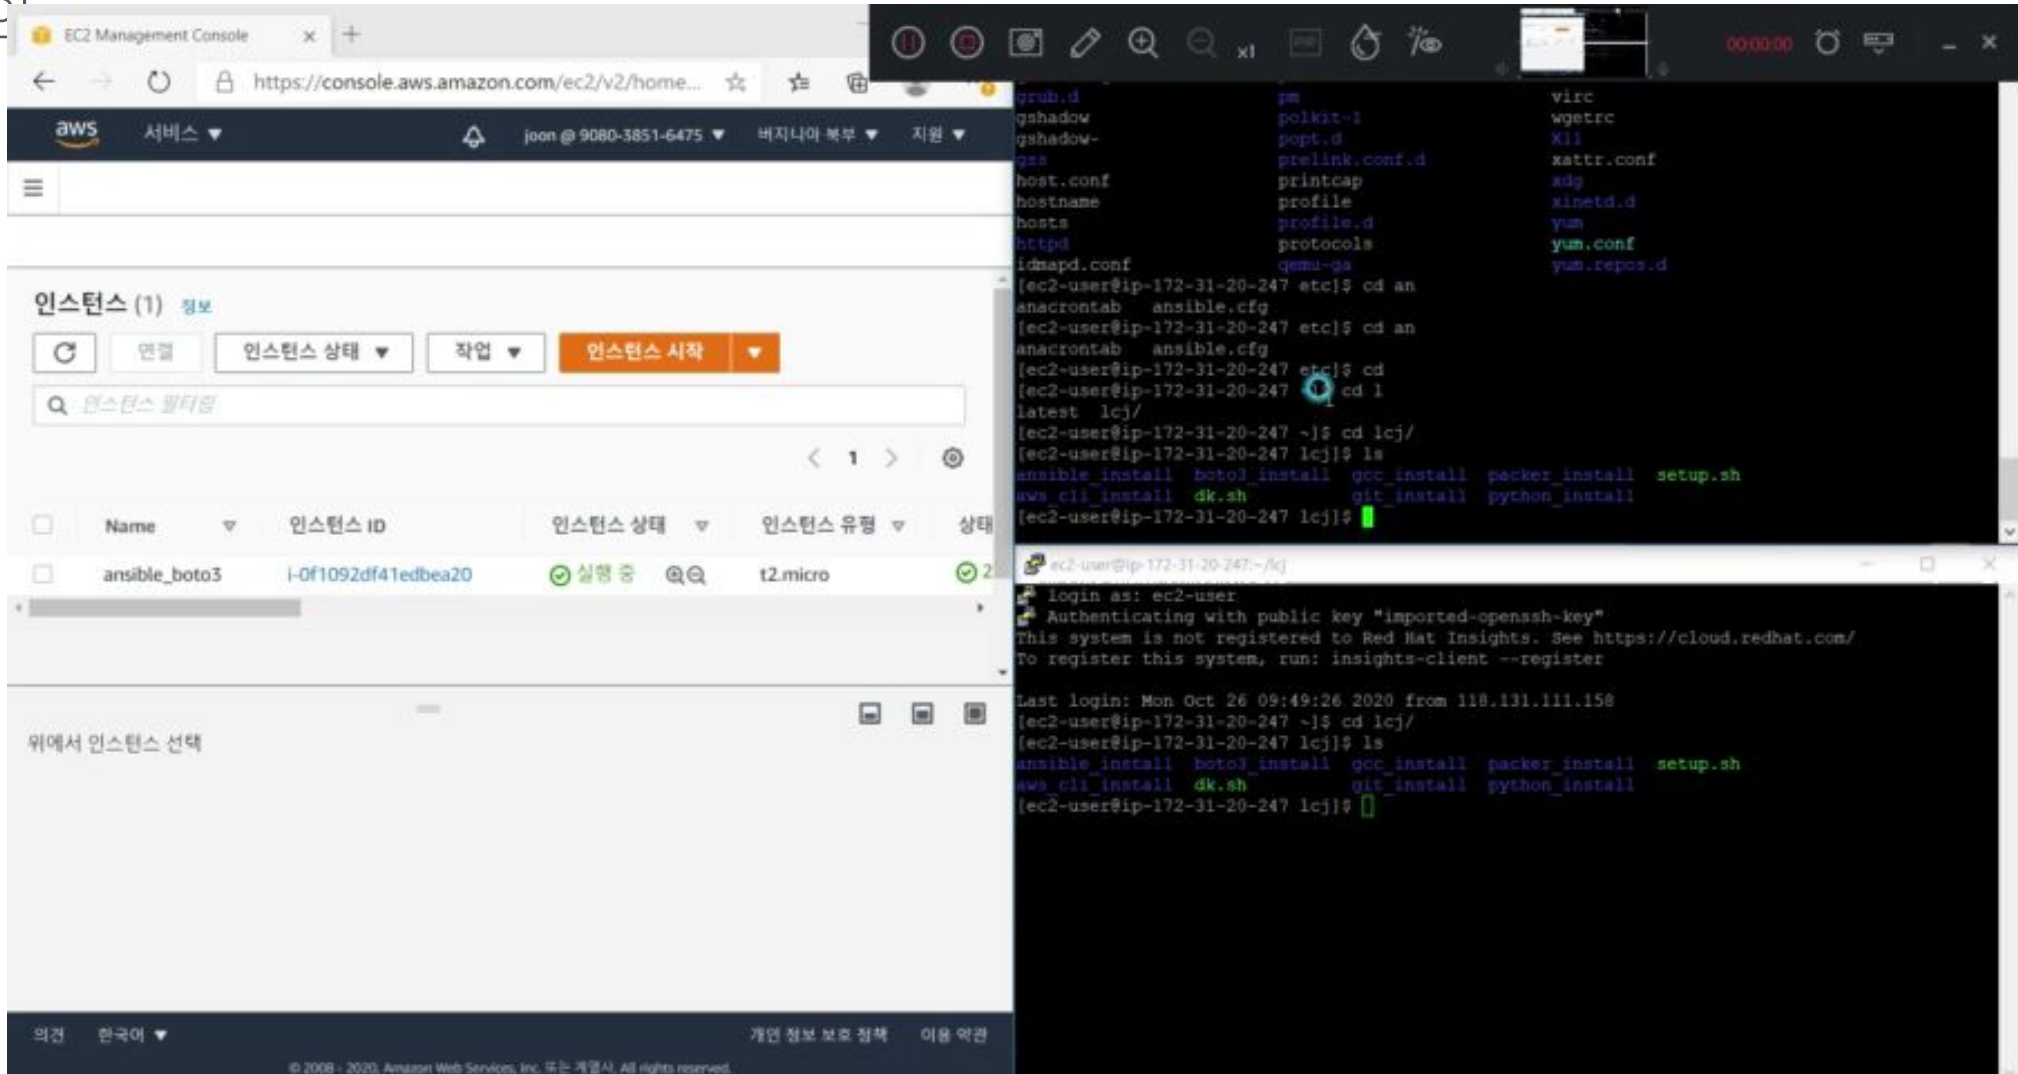 EC2 Management Console
https://console.aws.amazon.com/ec2/v2/home...
x1
00:00:00
aws 서비스 ▼ joon @ 9080-3851-6475 ▼ 버지니아 북부 ▼ 지원 ▼
인스턴스 (1) 정보
연결 인스턴스 상태 ▼ 작업 ▼ 인스턴스 시작 ▼
인스턴스 필터링
< 1 >
Name 인스턴스 ID 인스턴스 상태 인스턴스 유형 상태
ansible_boto3 i-0f1092df41edbea20 실행 중 t2.micro 2
위에서 인스턴스 선택
의견 한국어 ▼ 개인 정보 보호 정책 이용 약관
© 2008 - 2020, Amazon Web Services, Inc. 또는 계열사. All rights reserved.
grub.d pm virc
gshadow polkit-1 wgetrc
gshadow- popt.d X11
gss prelink.conf.d xattr.conf
host.conf printcap xdg
hostname profile xinetd.d
hosts profile.d yum
httpd protocols yum.conf
idmapd.conf qemu-ga yum.repos.d
[ec2-user@ip-172-31-20-247 etc]$ cd an
anacrontab ansible.cfg
[ec2-user@ip-172-31-20-247 etc]$ cd an
anacrontab ansible.cfg
[ec2-user@ip-172-31-20-247 etc]$ cd
[ec2-user@ip-172-31-20-247 cd l
latest lcj/
[ec2-user@ip-172-31-20-247 ~]$ cd lcj/
[ec2-user@ip-172-31-20-247 lcj]$ ls
ansible_install boto3_install gcc_install packer_install setup.sh
aws_cli_install dk.sh git_install python_install
[ec2-user@ip-172-31-20-247 lcj]$
ec2-user@ip-172-31-20-247:~/lcj
login as: ec2-user
Authenticating with public key "imported-openssh-key"
This system is not registered to Red Hat Insights. See https://cloud.redhat.com/
To register this system, run: insights-client --register
Last login: Mon Oct 26 09:49:26 2020 from 118.131.111.158
[ec2-user@ip-172-31-20-247 ~]$ cd lcj/
[ec2-user@ip-172-31-20-247 lcj]$ ls
ansible_install boto3_install gcc_install packer_install setup.sh
aws_cli_install dk.sh git_install python_install
[ec2-user@ip-172-31-20-247 lcj]$